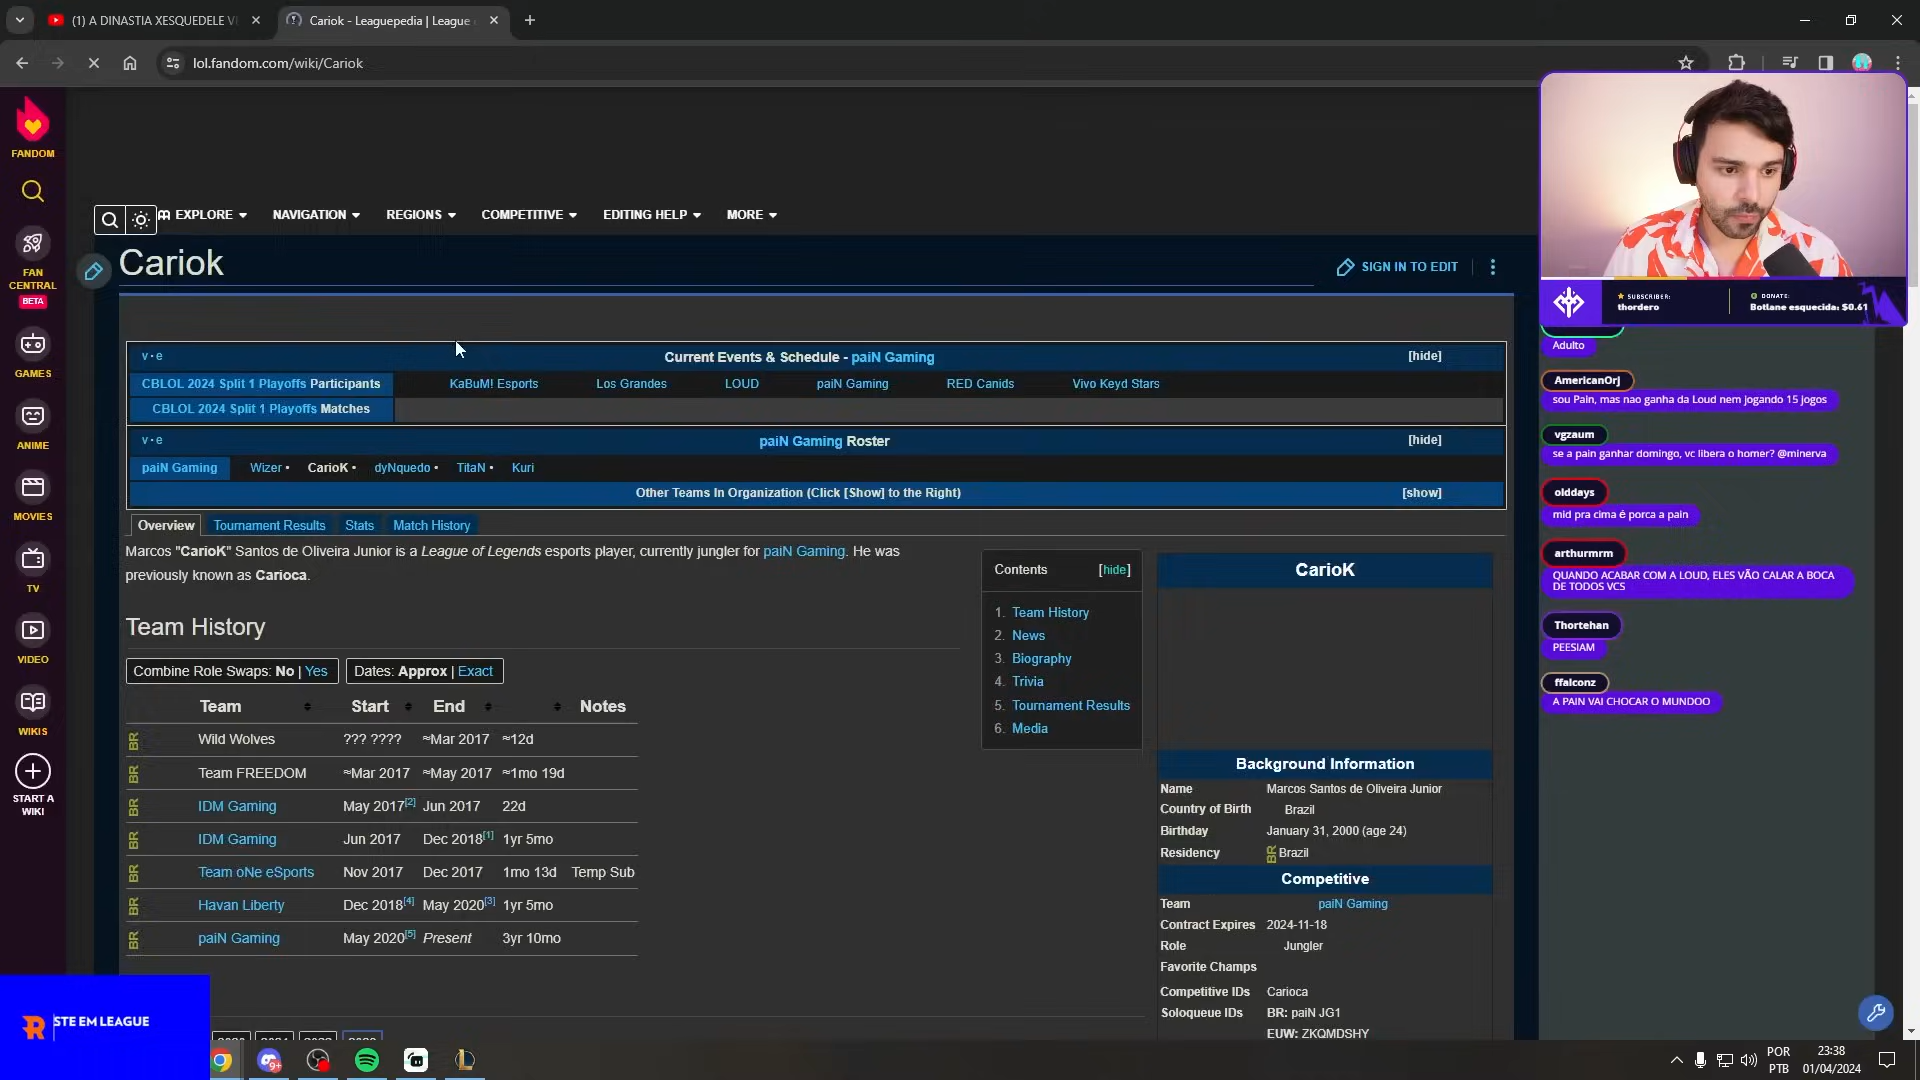 (1) A DINASTIA XESQUEDELE V
Cariok - Leaguepedia | League
lol.fandom.com/wiki/Cariok
FANDOM
FAN
CENTRAL
BETA
GAMES
ANIME
MOVIES
TV
VIDEO
WIKIS
START A
WIKI
EXPLORE
NAVIGATION
REGIONS
COMPETITIVE
EDITING HELP
MORE
Cariok
SIGN IN TO EDIT
v·e
Current Events & Schedule - paiN Gaming
[hide]
CBLOL 2024 Split 1 Playoffs Participants
KaBuM! Esports
Los Grandes
LOUD
paiN Gaming
RED Canids
Vivo Keyd Stars
CBLOL 2024 Split 1 Playoffs Matches
v·e
paiN Gaming Roster
[hide]
paiN Gaming
Wizer •
CarioK •
dyNquedo •
TitaN •
Kuri
Other Teams In Organization (Click [Show] to the Right)
[show]
Overview
Tournament Results
Stats
Match History
Marcos "CarioK" Santos de Oliveira Junior is a League of Legends esports player, currently jungler for paiN Gaming. He was
previously known as Carioca.
Team History
Combine Role Swaps: No | Yes
Dates: Approx | Exact
Team Start End Notes
BR Wild Wolves ??? ???? ≈Mar 2017 ≈12d
BR Team FREEDOM ≈Mar 2017 ≈May 2017 ≈1mo 19d
BR IDM Gaming May 2017[2] Jun 2017 22d
BR IDM Gaming Jun 2017 Dec 2018[1] 1yr 5mo
BR Team oNe eSports Nov 2017 Dec 2017 1mo 13d Temp Sub
BR Havan Liberty Dec 2018[4] May 2020[3] 1yr 5mo
BR paiN Gaming May 2020[5] Present 3yr 10mo
Contents [hide]
1. Team History
2. News
3. Biography
4. Trivia
5. Tournament Results
6. Media
CarioK
Background Information
Name Marcos Santos de Oliveira Junior
Country of Birth Brazil
Birthday January 31, 2000 (age 24)
Residency BR Brazil
Competitive
Team paiN Gaming
Contract Expires 2024-11-18
Role Jungler
Favorite Champs
Competitive IDs Carioca
Soloqueue IDs BR: paiN JG1
EUW: ZKQMDSHY
SUBSCRIBER:
thordero
DONATE:
Botlane esquecida: $0.61
Adulto
AmericanOrJ
sou Pain, mas nao ganha da Loud nem jogando 15 jogos
vgzaum
se a pain ganhar domingo, vc libera o homer? @minerva
olddays
mid pra cima é porca a pain
arthurmrm
QUANDO ACABAR COM A LOUD, ELES VÃO CALAR A BOCA
DE TODOS VCS
Thortehan
PEESIAM
ffalconz
A PAIN VAI CHOCAR O MUNDOO
STE EM LEAGUE
9+
POR
PTB
23:38
01/04/2024